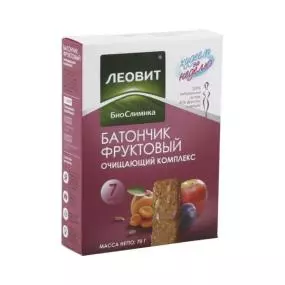 ЛЕОВИТ
худеем
за
неделю
БиоСлимика
БАТОНЧИК
ФРУКТОВЫЙ
ОЧИЩАЮЩИЙ КОМПЛЕКС
7
МАССА НЕТТО: 70 Г